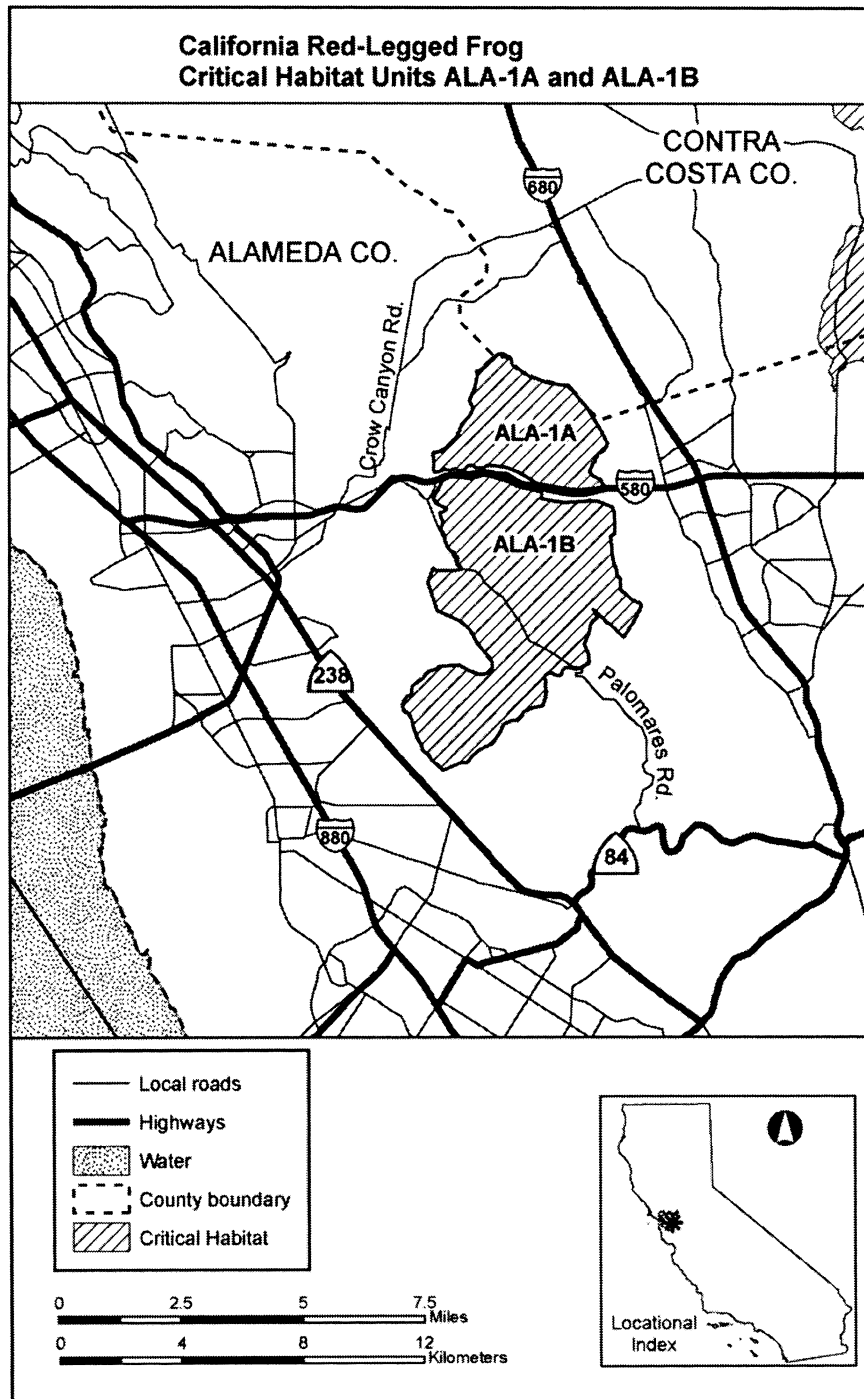 California Red-Legged Frog
Critical Habitat Units ALA-1A and ALA-1B
CONTRA
COSTA CO.
680
ALAMEDA CO.
Crow Canyon Rd.
ALA-1A
580
ALA-1B
238
Palomares Rd.
880
84
Local roads
Highways
Water
County boundary
Critical Habitat
0 2.5 5 7.5
Miles
0 4 8 12
Kilometers
Locational
Index